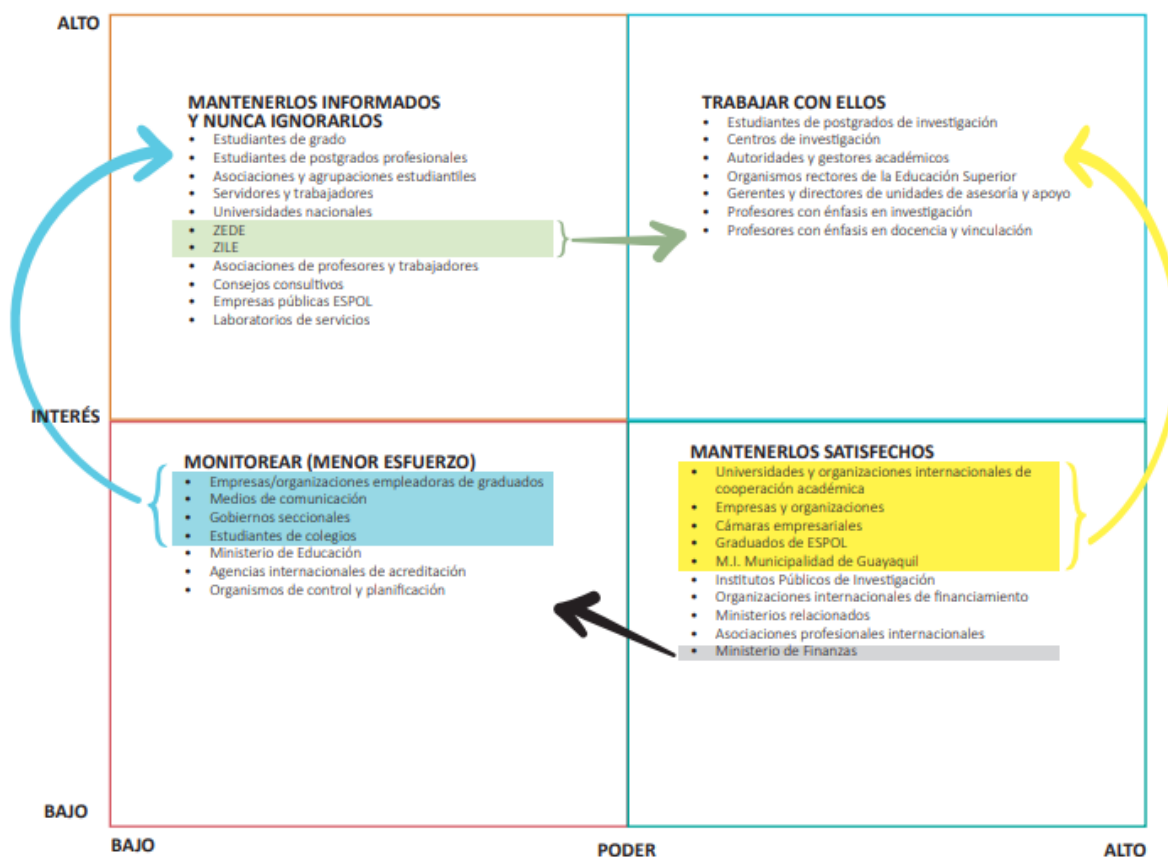 ALTO
MANTENERLOS INFORMADOS
Y NUNCA IGNORARLOS
• Estudiantes de grado
• Estudiantes de postgrados profesionales
• Asociaciones y agrupaciones estudiantiles
• Servidores y trabajadores
• Universidades nacionales
• ZEDE
• ZILE
• Asociaciones de profesores y trabajadores
• Consejos consultivos
• Empresas públicas ESPOL
• Laboratorios de servicios
TRABAJAR CON ELLOS
• Estudiantes de postgrados de investigación
• Centros de investigación
• Autoridades y gestores académicos
• Organismos rectores de la Educación Superior
• Gerentes y directores de unidades de asesoría y apoyo
• Profesores con énfasis en investigación
• Profesores con énfasis en docencia y vinculación
INTERÉS
MONITOREAR (MENOR ESFUERZO)
• Empresas/organizaciones empleadoras de graduados
• Medios de comunicación
• Gobiernos seccionales
• Estudiantes de colegios
• Ministerio de Educación
• Agencias internacionales de acreditación
• Organismos de control y planificación
MANTENERLOS SATISFECHOS
• Universidades y organizaciones internacionales de
cooperación académica
• Empresas y organizaciones
• Cámaras empresariales
• Graduados de ESPOL
• M.I. Municipalidad de Guayaquil
• Institutos Públicos de Investigación
• Organizaciones internacionales de financiamiento
• Ministerios relacionados
• Asociaciones profesionales internacionales
• Ministerio de Finanzas
BAJO
BAJO
PODER
ALTO